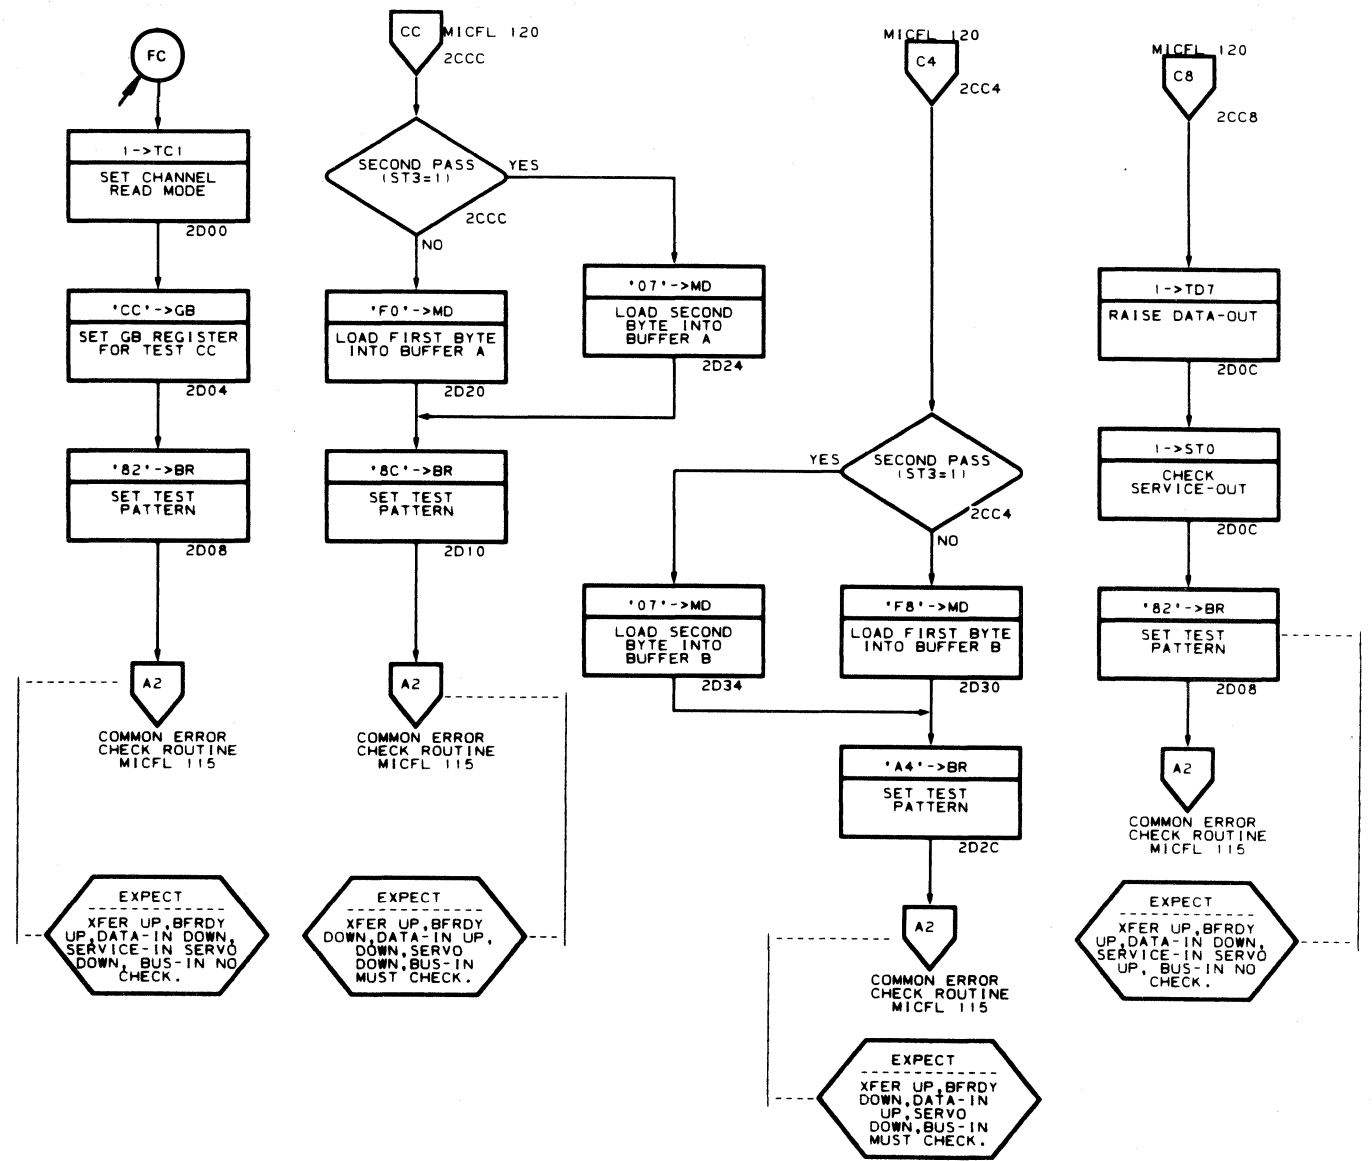 FC
1->TC1
SET CHANNEL
READ MODE
2D00
'CC'->GB
SET GB REGISTER
FOR TEST CC
2D04
'82'->BR
SET TEST
PATTERN
2D08
A2
COMMON ERROR
CHECK ROUTINE
MICFL 115
EXPECT
XFER UP,BFRDY
UP,DATA-IN DOWN,
SERVICE-IN SERVO
DOWN, BUS-IN NO
CHECK.
CC
MICFL 120
2CCC
SECOND PASS
(ST3=1)
YES
2CCC
NO
'F0'->MD
LOAD FIRST BYTE
INTO BUFFER A
2D20
'07'->MD
LOAD SECOND
BYTE INTO
BUFFER A
2D24
'8C'->BR
SET TEST
PATTERN
2D10
A2
COMMON ERROR
CHECK ROUTINE
MICFL 115
EXPECT
XFER UP,BFRDY
DOWN,DATA-IN UP,
DOWN,SERVO
DOWN,BUS-IN
MUST CHECK.
MICFL 120
C4
2CC4
SECOND PASS
(ST3=1)
YES
2CC4
NO
'07'->MD
LOAD SECOND
BYTE INTO
BUFFER B
2D34
'F8'->MD
LOAD FIRST BYTE
INTO BUFFER B
2D30
'A4'->BR
SET TEST
PATTERN
2D2C
A2
COMMON ERROR
CHECK ROUTINE
MICFL 115
EXPECT
XFER UP,BFRDY
DOWN,DATA-IN
UP,SERVO
DOWN,BUS-IN
MUST CHECK.
MICFL 120
C8
2CC8
1->TD7
RAISE DATA-OUT
2D0C
1->ST0
CHECK
SERVICE-OUT
2D0C
'82'->BR
SET TEST
PATTERN
2D08
A2
COMMON ERROR
CHECK ROUTINE
MICFL 115
EXPECT
XFER UP,BFRDY
UP,DATA-IN DOWN,
SERVICE-IN SERVO
UP, BUS-IN NO
CHECK.